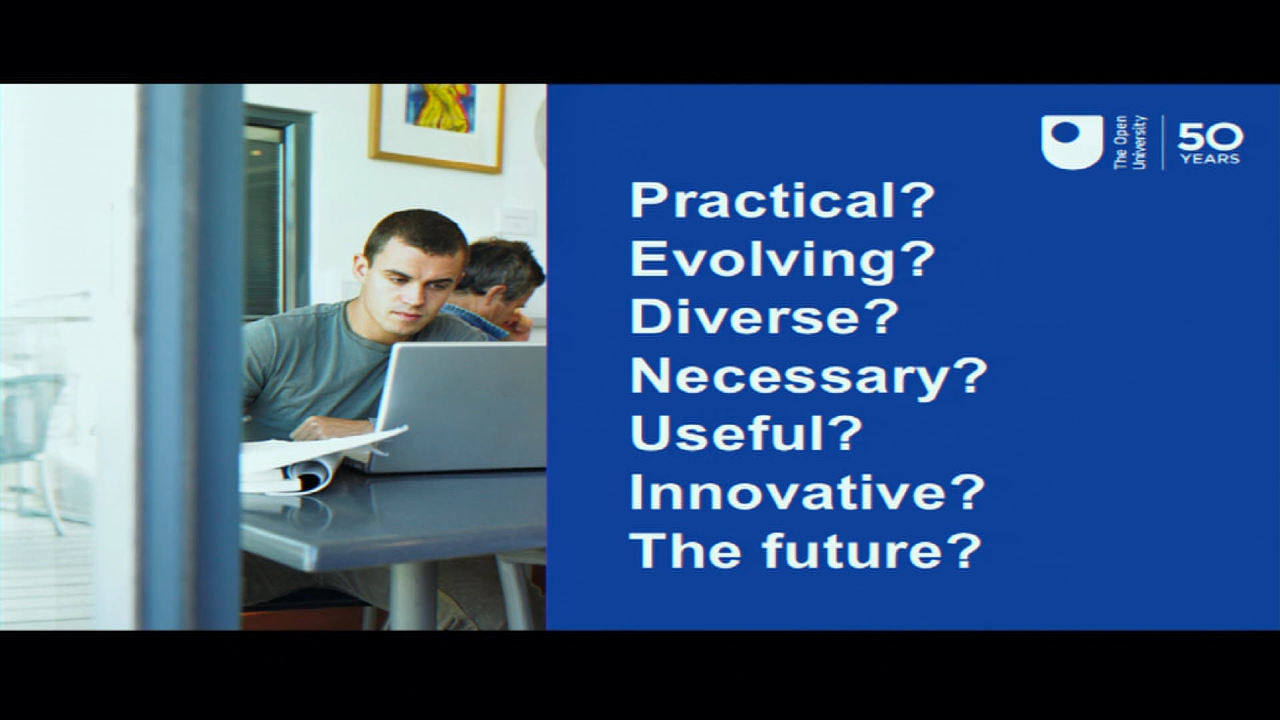 The Open
University
50
YEARS
Practical?
Evolving?
Diverse?
Necessary?
Useful?
Innovative?
The future?